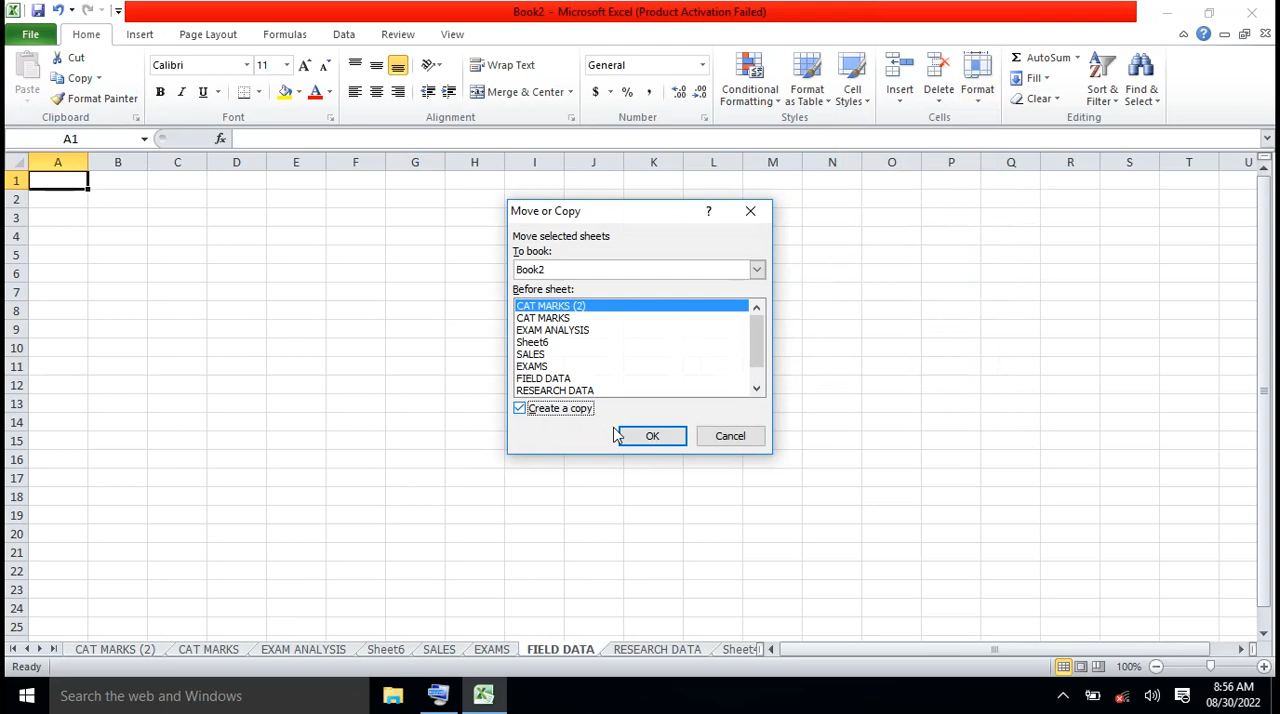 Book2 - Microsoft Excel (Product Activation Failed)
File Home Insert Page Layout Formulas Data Review View
Paste
Cut
Copy
Format Painter
Clipboard
Calibri 11
B I U
Font
Wrap Text
Merge & Center
Alignment
General
$ % ,
Number
Conditional Formatting
Format as Table
Cell Styles
Styles
Insert
Delete
Format
Cells
Σ AutoSum
Fill
Clear
Sort & Filter
Find & Select
Editing
A1 fx
A B C D E F G H I J K L M N O P Q R S T U
1
2
3
4
5
6
7
8
9
10
11
12
13
14
15
16
17
18
19
20
21
22
23
24
25
Move or Copy ?
Move selected sheets
To book:
Book2
Before sheet:
CAT MARKS (2)
CAT MARKS
EXAM ANALYSIS
Sheet6
SALES
EXAMS
FIELD DATA
RESEARCH DATA
Create a copy
OK Cancel
CAT MARKS (2) CAT MARKS EXAM ANALYSIS Sheet6 SALES EXAMS FIELD DATA RESEARCH DATA
Ready 100%
Search the web and Windows
8:56 AM
08/30/2022